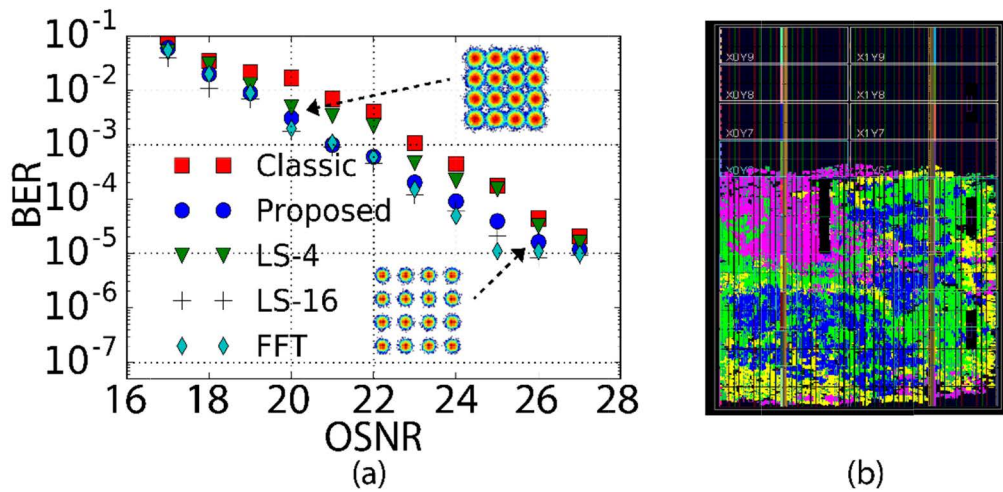 10^-1
10^-2
10^-3
10^-4
10^-5
10^-6
10^-7
BER
Classic
Proposed
LS-4
LS-16
FFT
16 18 20 22 24 26 28
OSNR
(a)
X0Y9 X1Y9
X0Y8 X1Y8
X0Y7 X1Y7
(b)